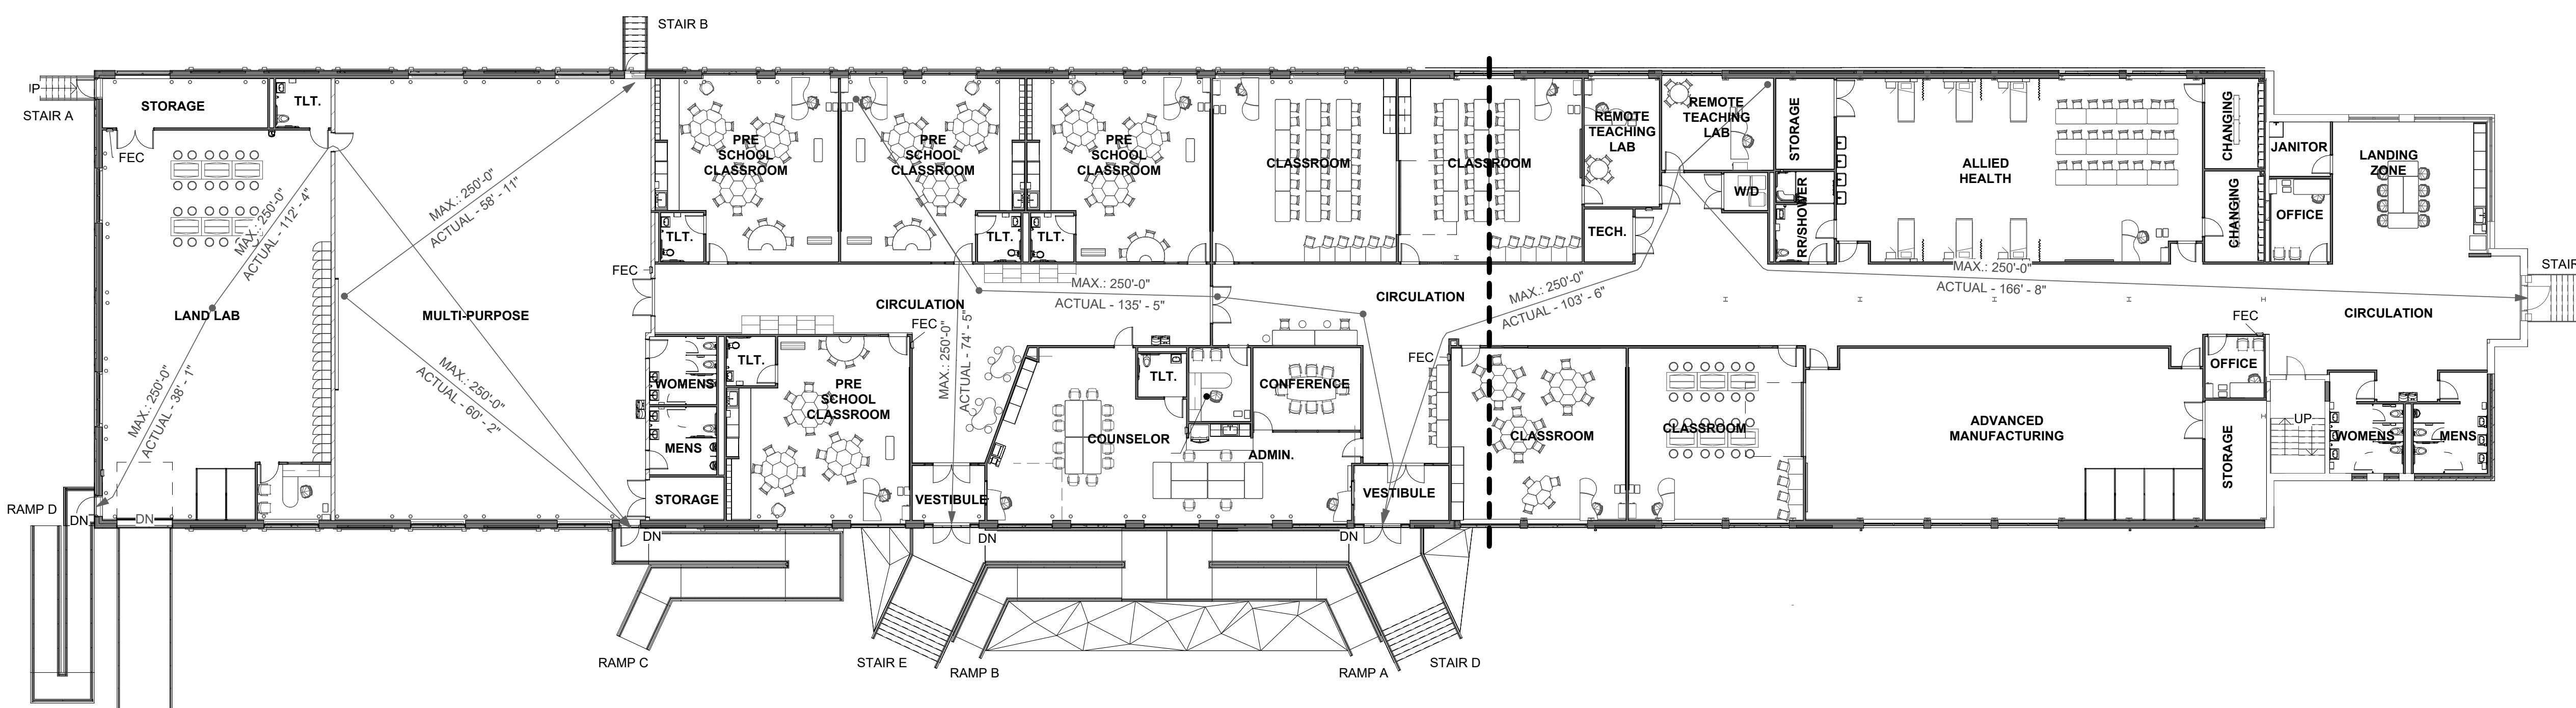 STAIR B
IP
STAIR A
STORAGE
TLT.
FEC
MAX.: 250'-0"
ACTUAL - 112' - 4"
MAX.: 250'-0"
ACTUAL - 58' - 11"
LAND LAB
MULTI-PURPOSE
MAX.: 250'-0"
ACTUAL - 38' - 1"
MAX.: 250'-0"
ACTUAL - 60' - 2"
RAMP D
DN
DN
PRE
SCHOOL
CLASSROOM
PRE
SCHOOL
CLASSROOM
PRE
SCHOOL
CLASSROOM
TLT.
TLT.
TLT.
FEC
CIRCULATION
FEC
MAX.: 250'-0"
ACTUAL - 74' - 5"
MAX.: 250'-0"
ACTUAL - 135' - 5"
WOMENS
MENS
STORAGE
TLT.
PRE
SCHOOL
CLASSROOM
VESTIBULE
COUNSELOR
TLT.
CONFERENCE
ADMIN.
VESTIBULE
DN
DN
DN
RAMP C
STAIR E
RAMP B
RAMP A
STAIR D
CLASSROOM
CLASSROOM
CIRCULATION
FEC
MAX.: 250'-0"
ACTUAL - 103' - 6"
REMOTE
TEACHING
LAB
REMOTE
TEACHING
LAB
TECH.
W/D
STORAGE
RR/SHOWER
ALLIED
HEALTH
CHANGING
CHANGING
JANITOR
OFFICE
LANDING
ZONE
MAX.: 250'-0"
ACTUAL - 166' - 8"
STAIR
CIRCULATION
FEC
OFFICE
CLASSROOM
CLASSROOM
ADVANCED
MANUFACTURING
STORAGE
UP
WOMENS
MENS